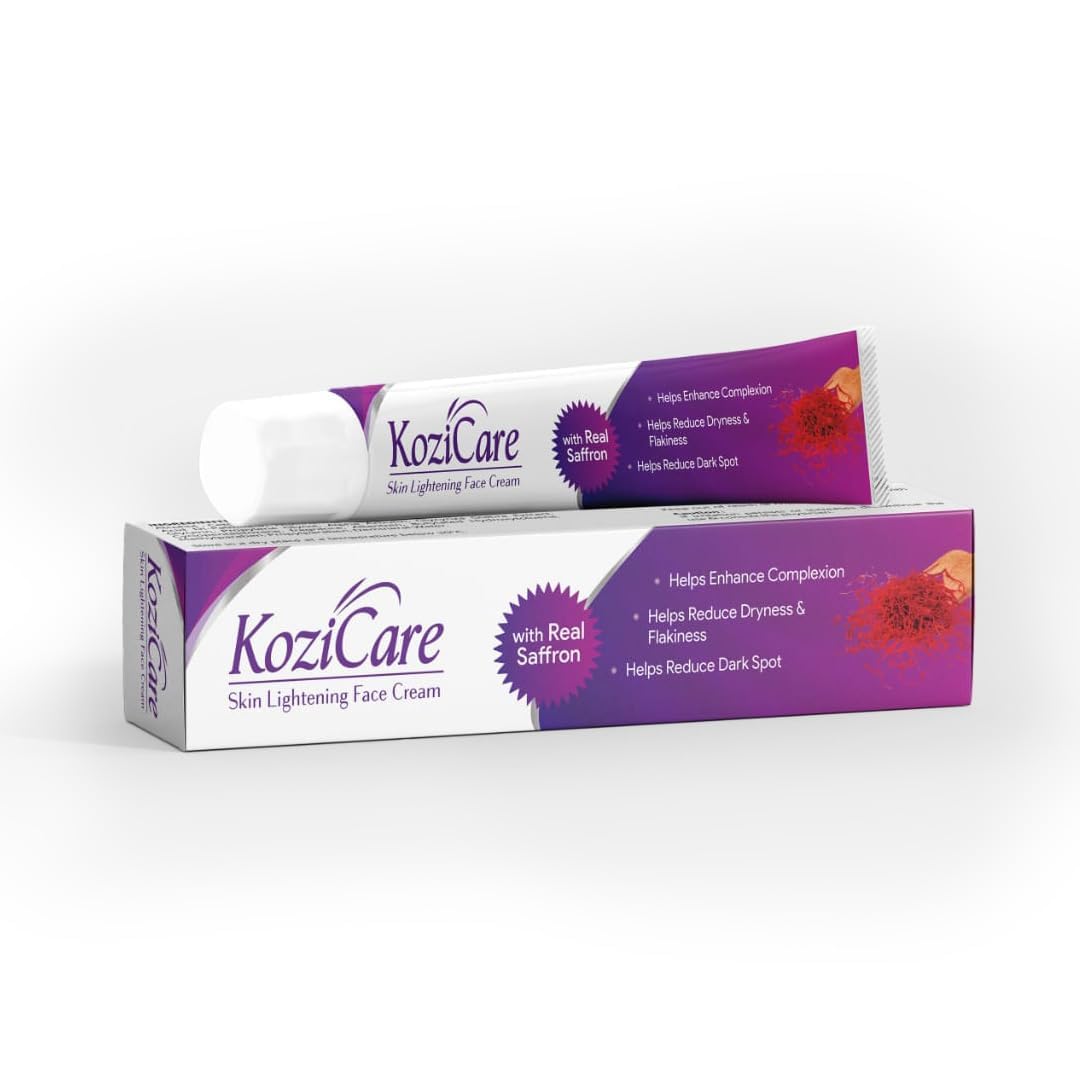 KoziCare
Skin Lightening Face Cream
with Real
Saffron
Helps Enhance Complexion
Helps Reduce Dryness &
Flakiness
Helps Reduce Dark Spot
KoziCare
Skin Lightening Face Cream
KoziCare
Skin Lightening Face Cream
with Real
Saffron
Helps Enhance Complexion
Helps Reduce Dryness &
Flakiness
Helps Reduce Dark Spot